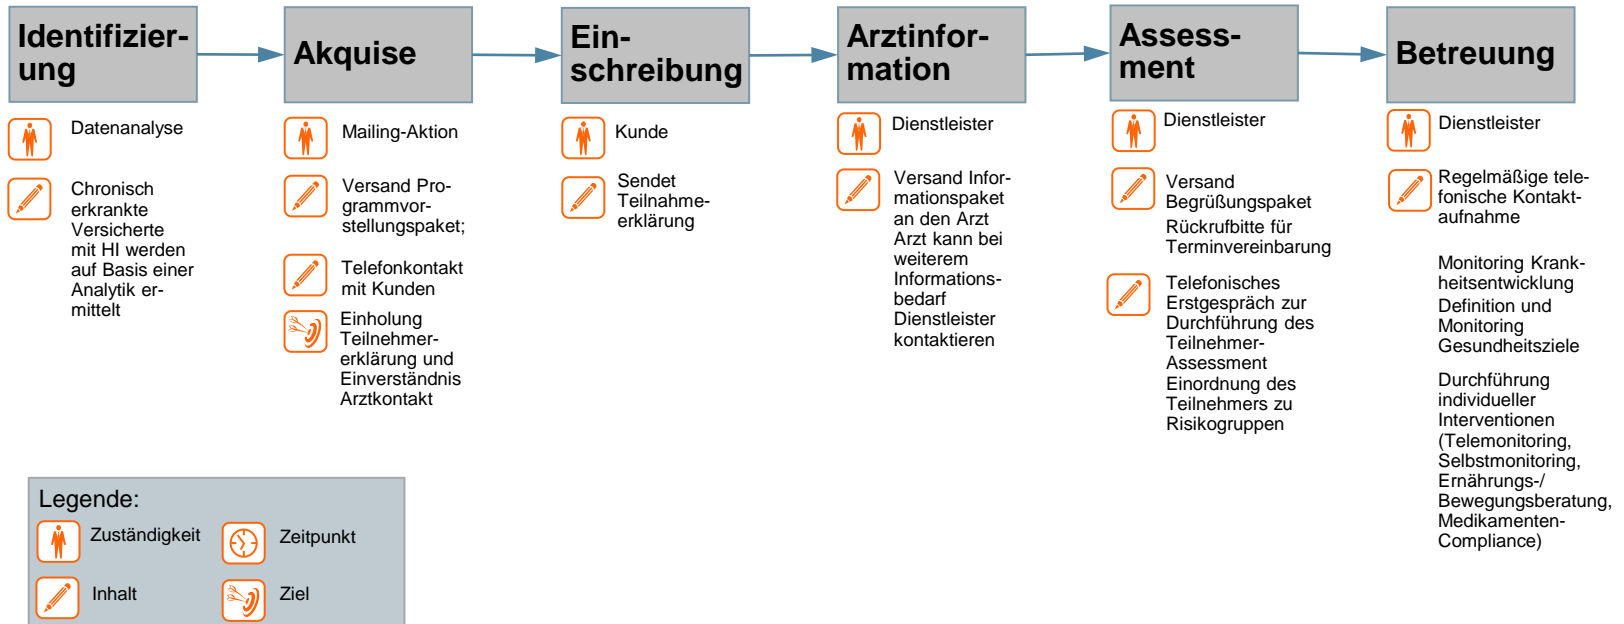 Identifizier-
ung
Datenanalyse
Chronisch
erkrankte
Versicherte
mit HI werden
auf Basis einer
Analytik er-
mittelt
Akquise
Mailing-Aktion
Versand Pro-
grammvor-
stellungspaket;
Telefonkontakt
mit Kunden
Einholung
Teilnehmer-
erklärung und
Einverständnis
Arztkontakt
Ein-
schreibung
Kunde
Sendet
Teilnahme-
erklärung
Arztinfor-
mation
Dienstleister
Versand Infor-
mationspaket
an den Arzt
Arzt kann bei
weiterem
Informations-
bedarf
Dienstleister
kontaktieren
Assess-
ment
Dienstleister
Versand
Begrüßungspaket
Rückrufbitte für
Terminvereinbarung
Telefonisches
Erstgespräch zur
Durchführung des
Teilnehmer-
Assessment
Einordnung des
Teilnehmers zu
Risikogruppen
Betreuung
Dienstleister
Regelmäßige tele-
fonische Kontakt-
aufnahme
Monitoring Krank-
heitsentwicklung
Definition und
Monitoring
Gesundheitsziele
Durchführung
individueller
Interventionen
(Telemonitoring,
Selbstmonitoring,
Ernährungs-/
Bewegungsberatung,
Medikamenten-
Compliance)
Legende:
Zuständigkeit
Zeitpunkt
Inhalt
Ziel